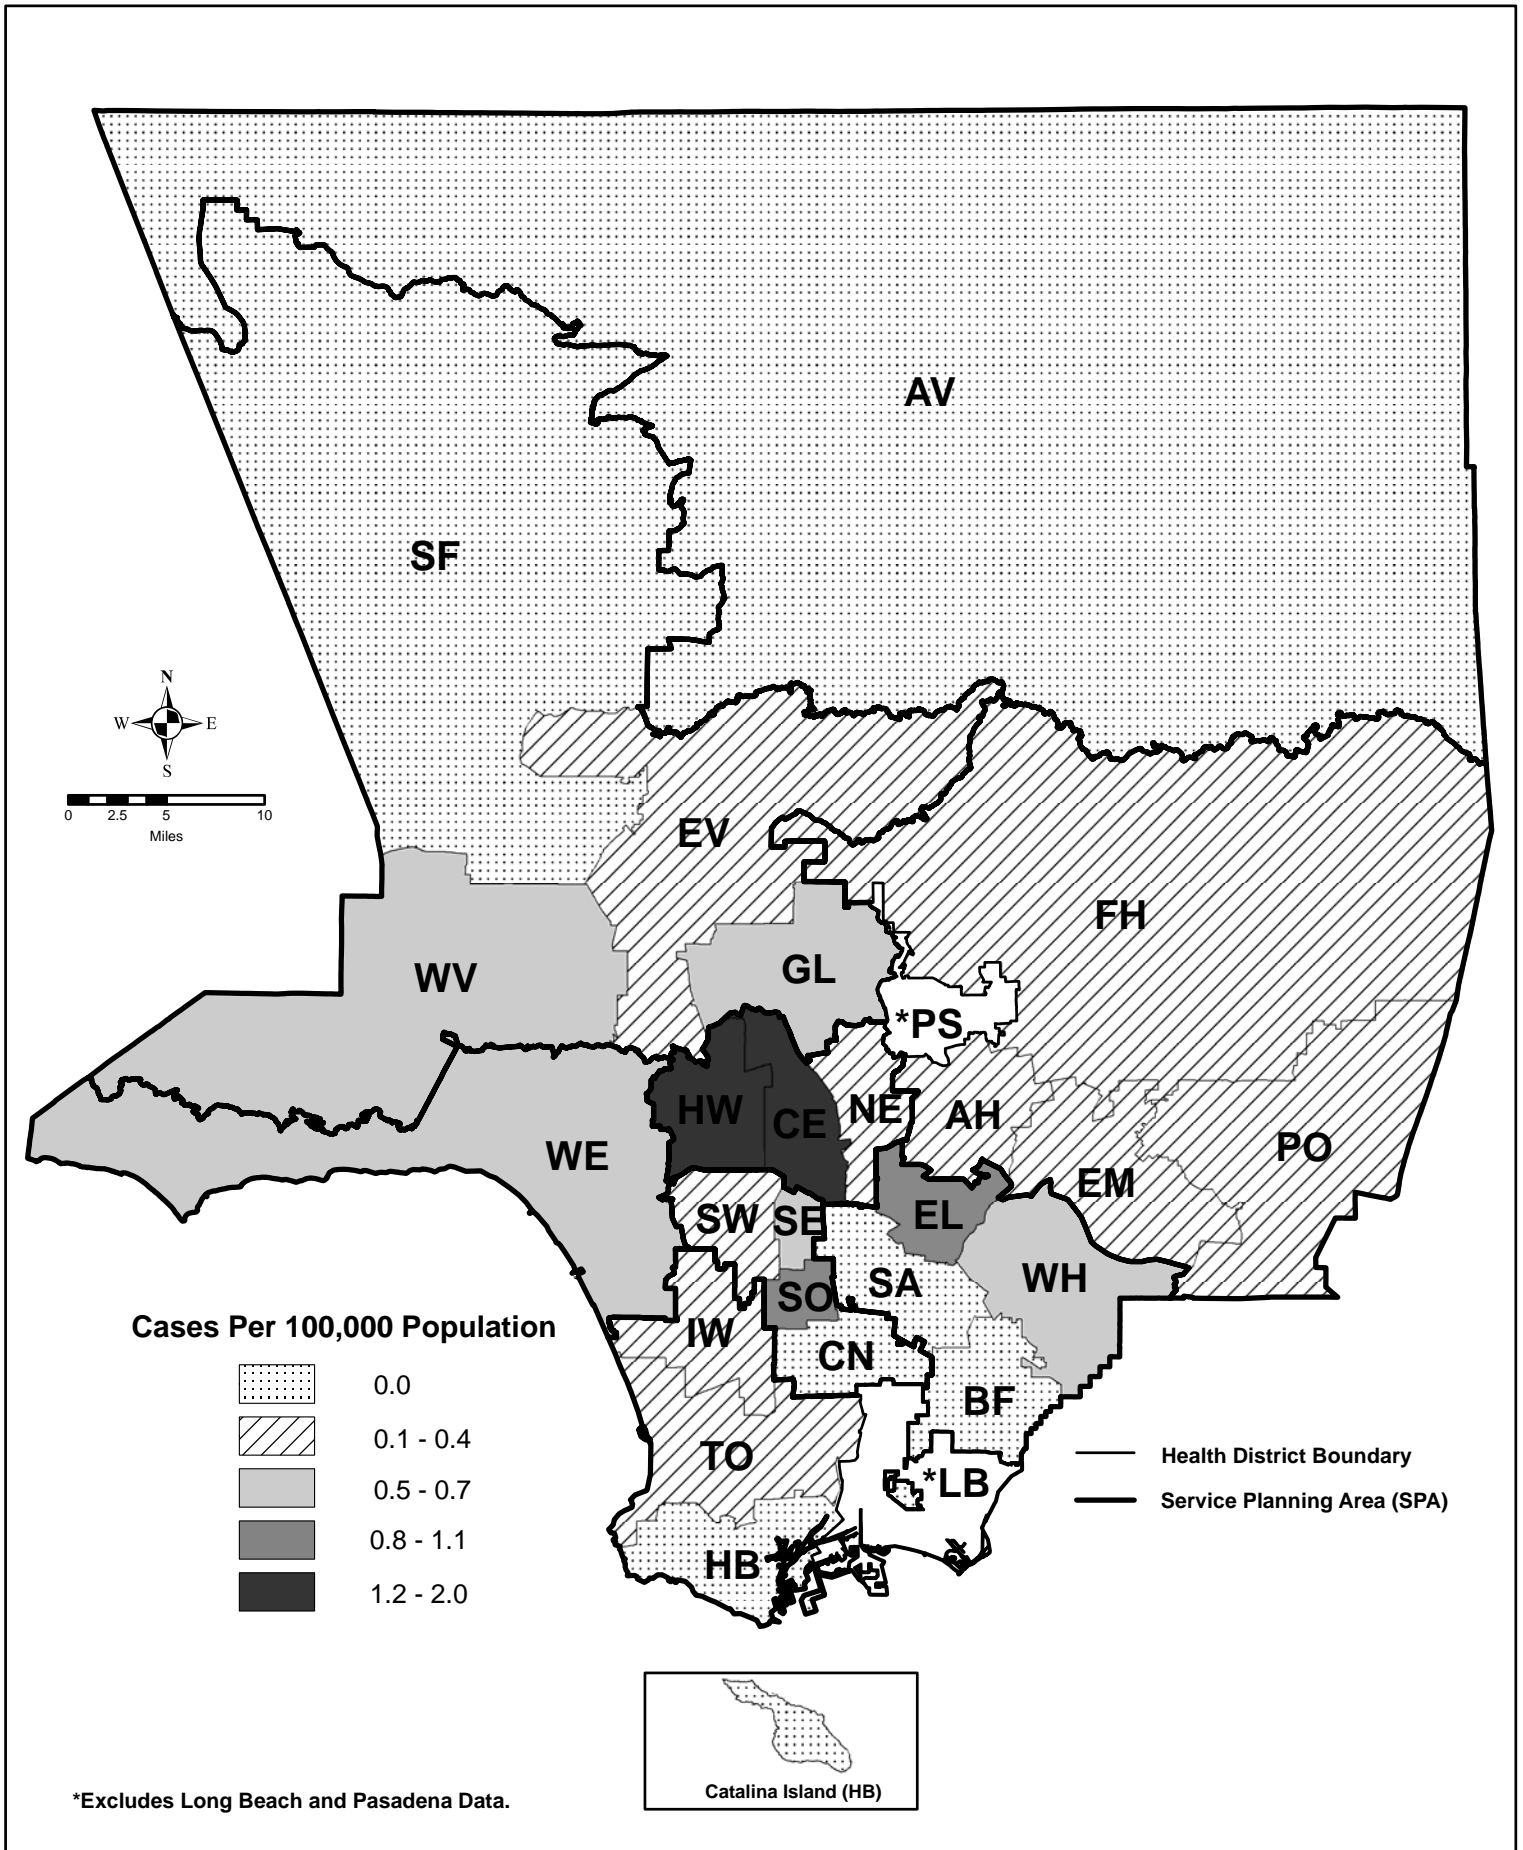 AV
SF
N
W E
S
0 2.5 5 10
Miles
EV
FH
WV
GL
*PS
HW
CE
NE
AH
WE
PO
EM
SW
SE
EL
SA
WH
SO
IW
CN
BF
TO
*LB
HB
Cases Per 100,000 Population
0.0
0.1 - 0.4
0.5 - 0.7
0.8 - 1.1
1.2 - 2.0
Health District Boundary
Service Planning Area (SPA)
Catalina Island (HB)
*Excludes Long Beach and Pasadena Data.